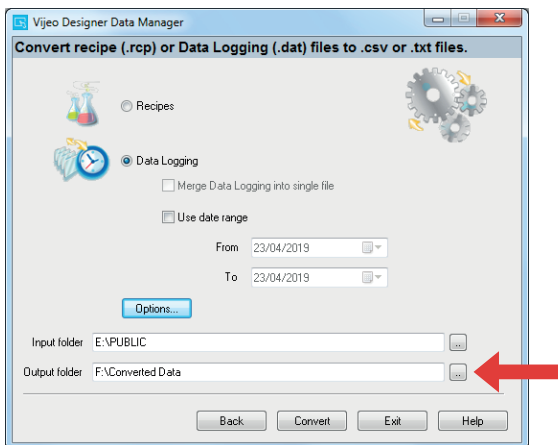 Vijeo Designer Data Manager
Convert recipe (.rcp) or Data Logging (.dat) files to .csv or .txt files.
Recipes
Data Logging
Merge Data Logging into single file
Use date range
From 23/04/2019
To 23/04/2019
Options...
Input folder E:\PUBLIC ..
Output folder F:\Converted Data ..
Back Convert Exit Help